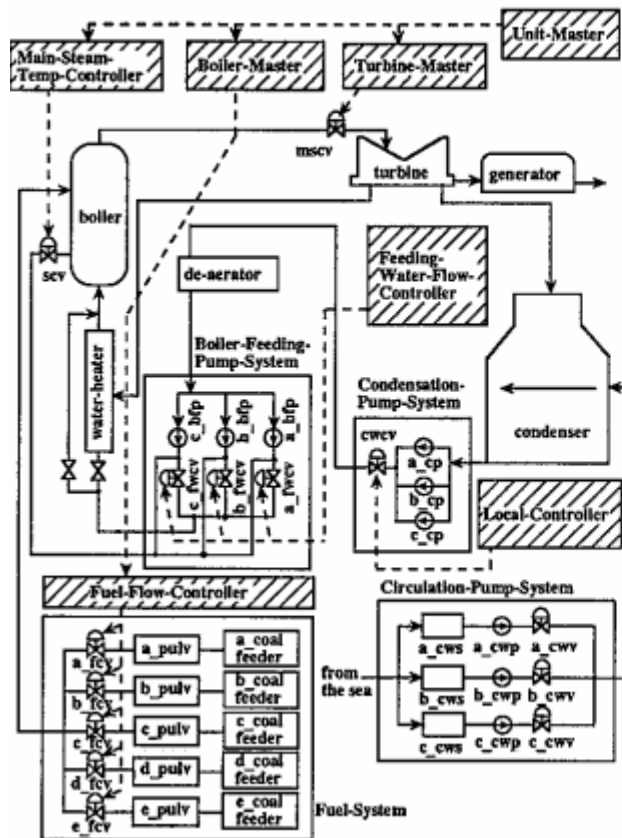 Unit-Master
Main-Steam-
Temp-Controller
Boiler-Master
Turbine-Master
mscv
turbine
generator
boiler
scv
de-aerator
Feeding-
Water-Flow-
Controller
Boiler-Feeding-
Pump-System
water-heater
c_bfp
b_bfp
a_bfp
c_fwcv
b_fwcv
a_fwcv
Condensation-
Pump-System
cwcv
a_cp
b_cp
c_cp
condenser
Local-Controller
Fuel-Flow-Controller
a_fcv
a_pulv
a_coal
feeder
b_fcv
b_pulv
b_coal
feeder
c_fcv
c_pulv
c_coal
feeder
d_fcv
d_pulv
d_coal
feeder
e_fcv
e_pulv
e_coal
feeder
Fuel-System
Circulation-Pump-System
from
the sea
a_cws
a_cwp
a_cwv
b_cws
b_cwp
b_cwv
c_cws
c_cwp
c_cwv